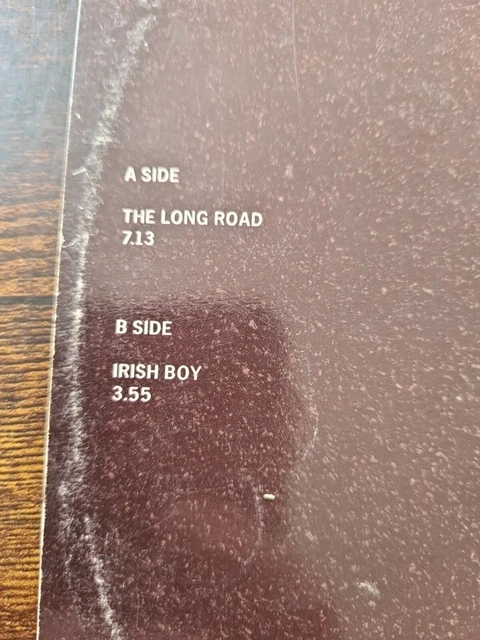 A SIDE
THE LONG ROAD
7.13
B SIDE
IRISH BOY
3.55